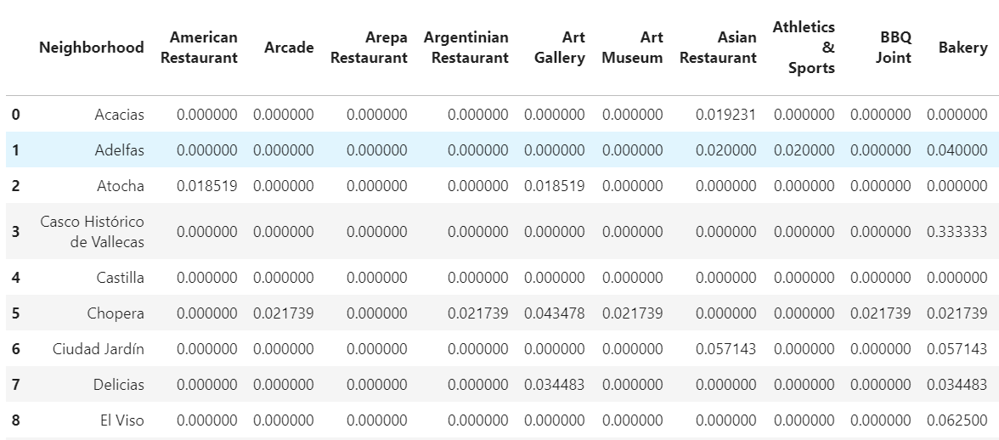 Neighborhood American Restaurant Arcade Arepa Restaurant Argentinian Restaurant Art Gallery Art Museum Asian Restaurant Athletics & Sports BBQ Joint Bakery
0 Acacias 0.000000 0.000000 0.000000 0.000000 0.000000 0.000000 0.019231 0.000000 0.000000 0.000000
1 Adelfas 0.000000 0.000000 0.000000 0.000000 0.000000 0.000000 0.020000 0.020000 0.000000 0.040000
2 Atocha 0.018519 0.000000 0.000000 0.000000 0.018519 0.000000 0.000000 0.000000 0.000000 0.000000
3 Casco Histórico de Vallecas 0.000000 0.000000 0.000000 0.000000 0.000000 0.000000 0.000000 0.000000 0.000000 0.333333
4 Castilla 0.000000 0.000000 0.000000 0.000000 0.000000 0.000000 0.000000 0.000000 0.000000 0.000000
5 Chopera 0.000000 0.021739 0.000000 0.021739 0.043478 0.021739 0.000000 0.000000 0.021739 0.021739
6 Ciudad Jardín 0.000000 0.000000 0.000000 0.000000 0.000000 0.000000 0.057143 0.000000 0.000000 0.057143
7 Delicias 0.000000 0.000000 0.000000 0.000000 0.034483 0.000000 0.000000 0.000000 0.000000 0.034483
8 El Viso 0.000000 0.000000 0.000000 0.000000 0.000000 0.000000 0.000000 0.000000 0.000000 0.062500